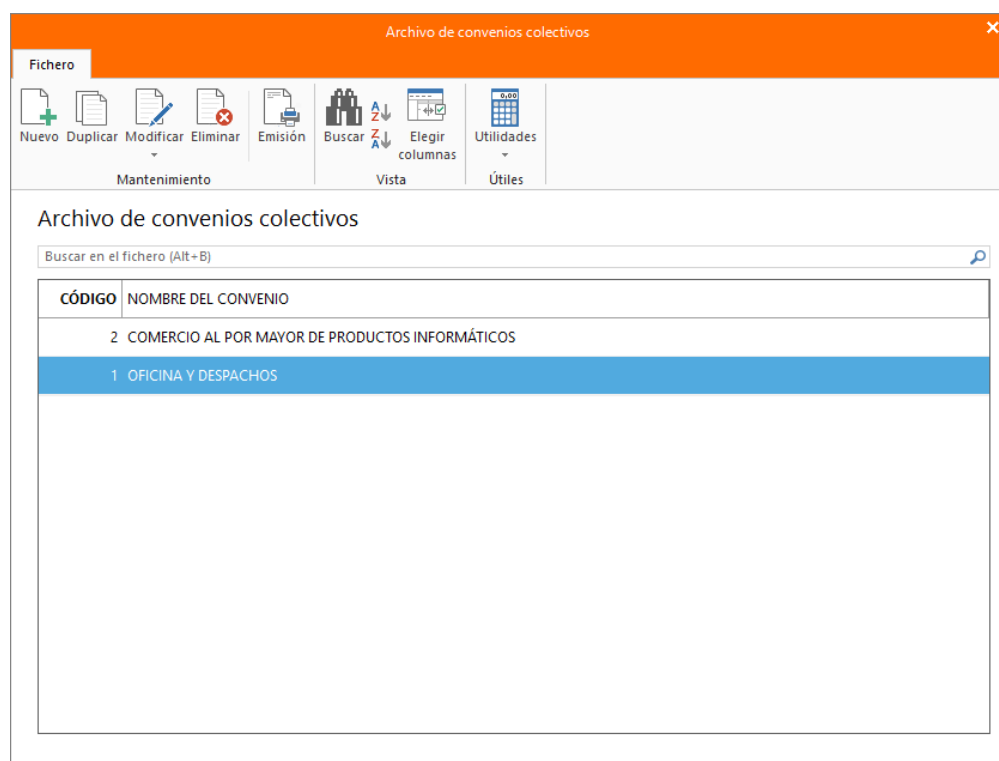 Archivo de convenios colectivos
Fichero
Nuevo Duplicar Modificar Eliminar Emisión Buscar Elegir columnas Utilidades
Mantenimiento Vista Útiles
Archivo de convenios colectivos
Buscar en el fichero (Alt+B)
CÓDIGO NOMBRE DEL CONVENIO
2 COMERCIO AL POR MAYOR DE PRODUCTOS INFORMÁTICOS
1 OFICINA Y DESPACHOS